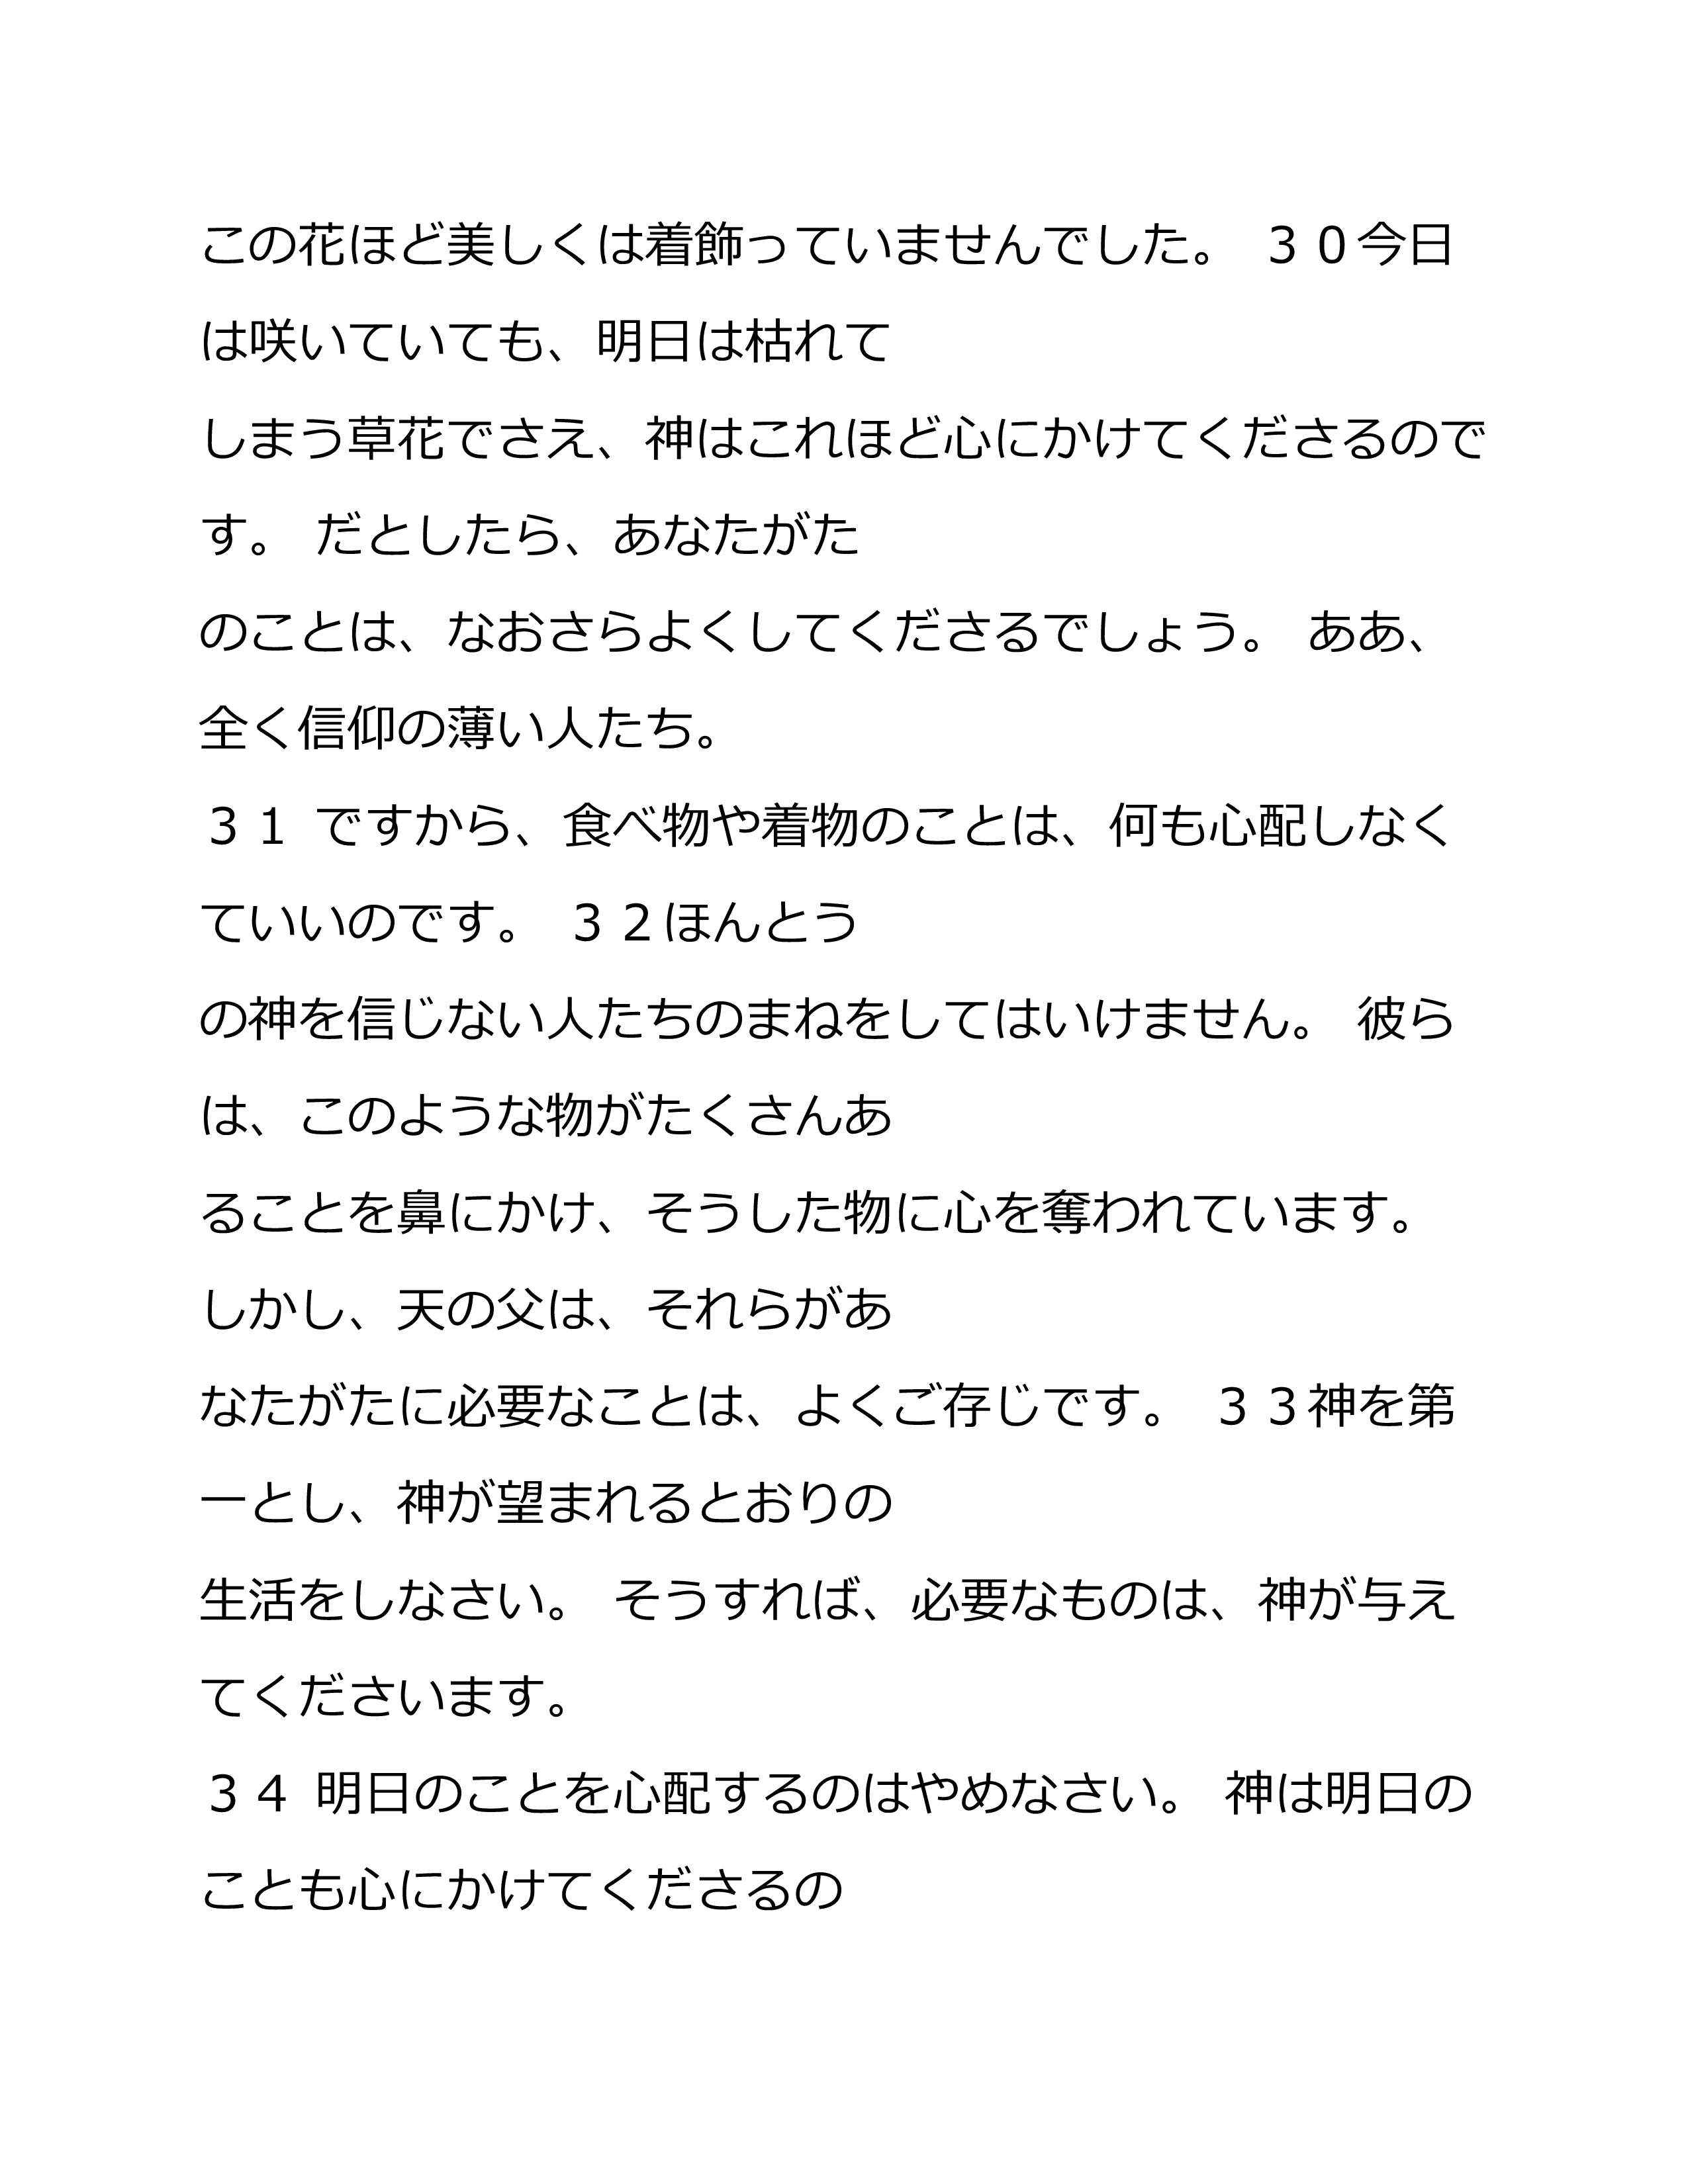 この花ほど美しくは着飾っていませんでした。 ３０今日
は咲いていても、明日は枯れて
しまう草花でさえ、神はこれほど心にかけてくださるので
す。 だとしたら、あなたがた
のことは、なおさらよくしてくださるでしょう。 ああ、
全く信仰の薄い人たち。
３１ ですから、食べ物や着物のことは、何も心配しなく
ていいのです。 ３２ほんとう
の神を信じない人たちのまねをしてはいけません。 彼ら
は、このような物がたくさんあ
ることを鼻にかけ、そうした物に心を奪われています。
しかし、天の父は、それらがあ
なたがたに必要なことは、よくご存じです。 ３３神を第
一とし、神が望まれるとおりの
生活をしなさい。 そうすれば、必要なものは、神が与え
てくださいます。
３４ 明日のことを心配するのはやめなさい。 神は明日の
ことも心にかけてくださるの